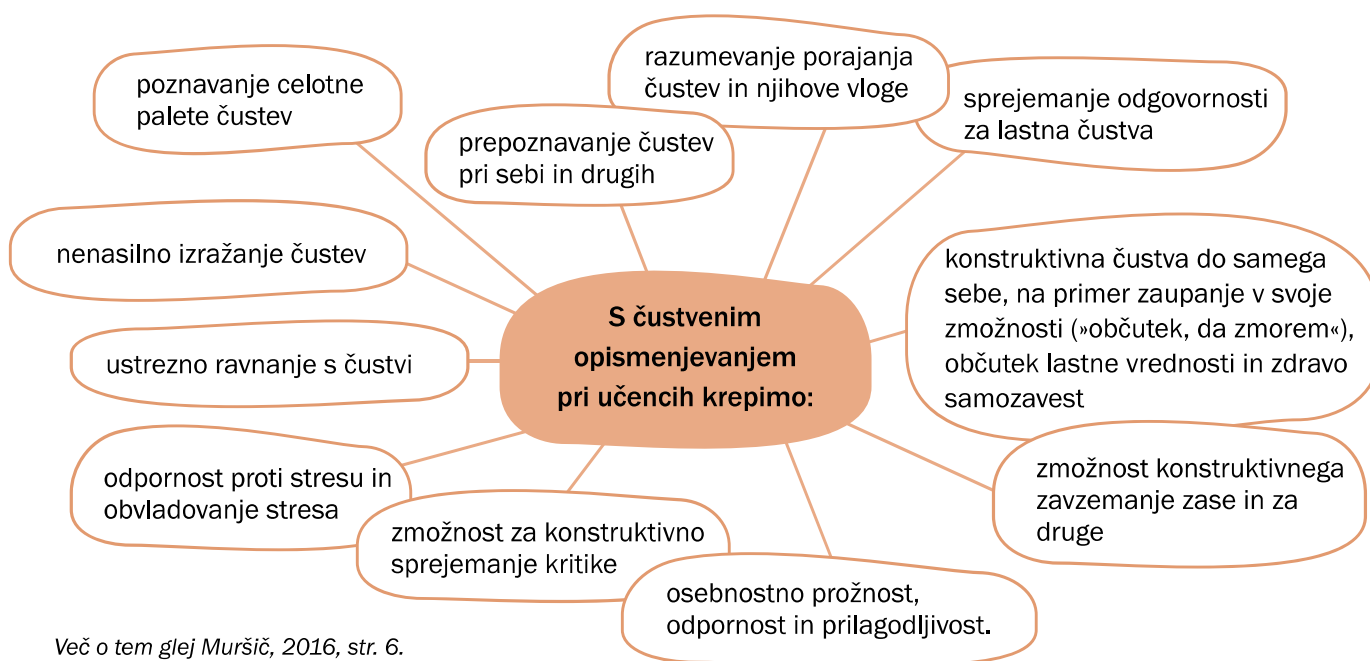 poznavanje celotne
palete čustev
prepoznavanje čustev
pri sebi in drugih
razumevanje porajanja
čustev in njihove vloge
sprejemanje odgovornosti
za lastna čustva
nenasilno izražanje čustev
ustrezno ravnanje s čustvi
S čustvenim
opismenjevanjem
pri učencih krepimo:
konstruktivna čustva do samega
sebe, na primer zaupanje v svoje
zmožnosti (»občutek, da zmorem«),
občutek lastne vrednosti in zdravo
samozavest
odpornost proti stresu in
obvladovanje stresa
zmožnost za konstruktivno
sprejemanje kritike
osebnostno prožnost,
odpornost in prilagodljivost.
zmožnost konstruktivnega
zavzemanje zase in za
druge
Več o tem glej Muršič, 2016, str. 6.